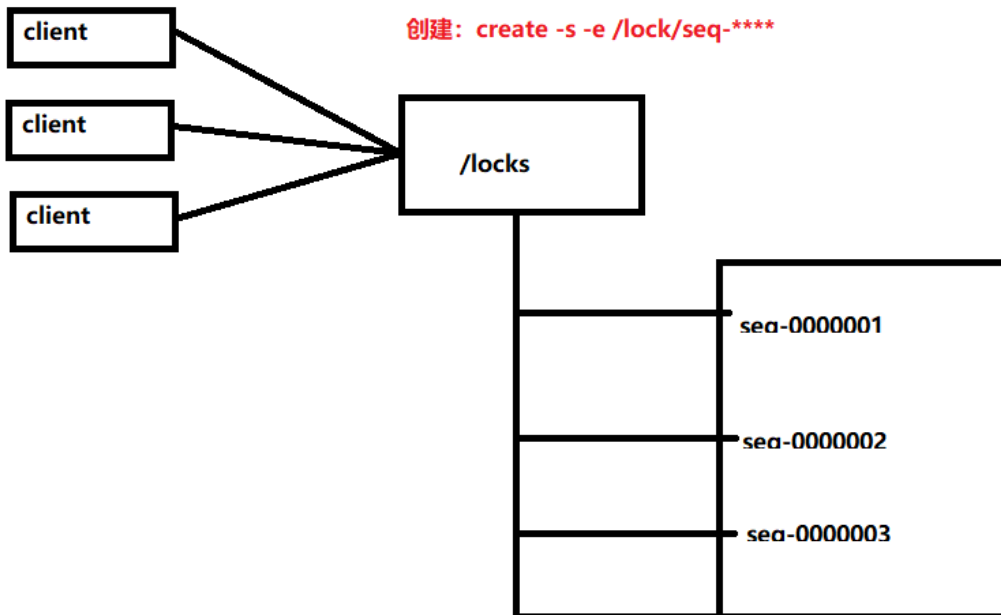 创建：create -s -e /lock/seq-****
client
client
client
/locks
seq-0000001
seq-0000002
seq-0000003